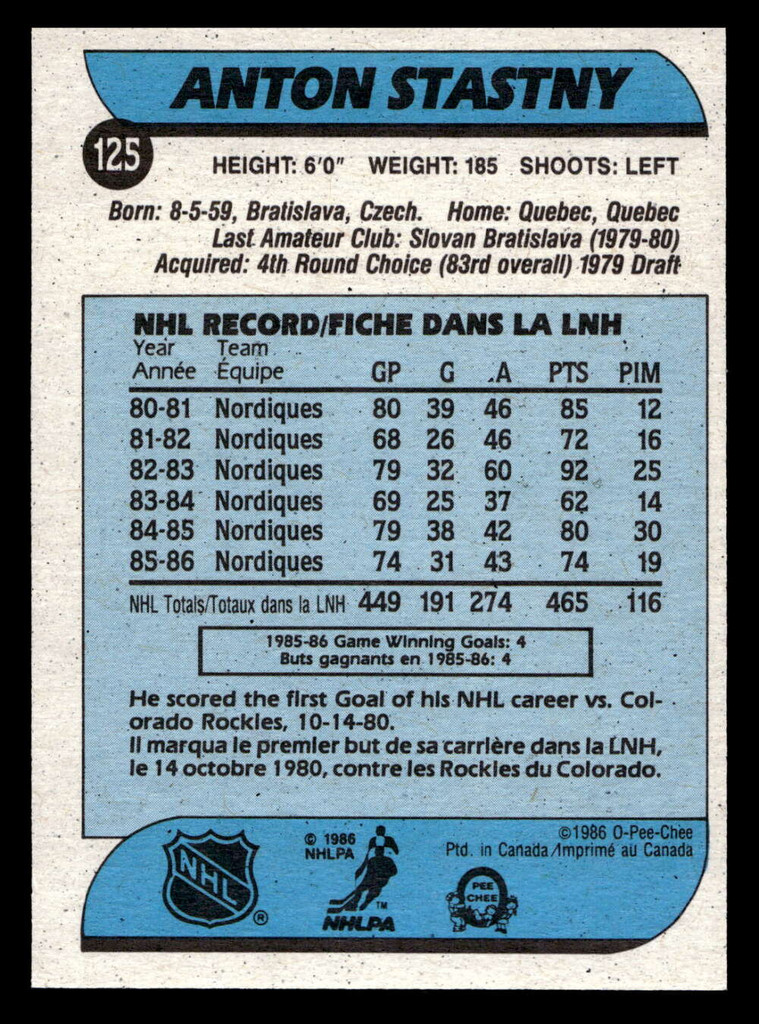 ANTON STASTNY
125
HEIGHT: 6'0" WEIGHT: 185 SHOOTS: LEFT
Born: 8-5-59, Bratislava, Czech. Home: Quebec, Quebec
Last Amateur Club: Slovan Bratislava (1979-80)
Acquired: 4th Round Choice (83rd overall) 1979 Draft
NHL RECORD/FICHE DANS LA LNH
Year Team
Année Équipe GP G .A PTS PIM
80-81 Nordiques 80 39 46 85 12
81-82 Nordiques 68 26 46 72 16
82-83 Nordiques 79 32 60 92 25
83-84 Nordiques 69 25 37 62 14
84-85 Nordiques 79 38 42 80 30
85-86 Nordiques 74 31 43 74 19
NHL Totals/Totaux dans la LNH 449 191 274 465 116
1985-86 Game Winning Goals: 4
Buts gagnants en 1985-86: 4
He scored the first Goal of his NHL career vs. Col-
orado Rockies, 10-14-80.
Il marqua le premier but de sa carrière dans la LNH,
le 14 octobre 1980, contre les Rockies du Colorado.
©1986 O-Pee-Chee
Ptd. in Canada/Imprimé au Canada
© 1986
NHLPA
NHL
®
TM
NHLPA
PEE
CHEE